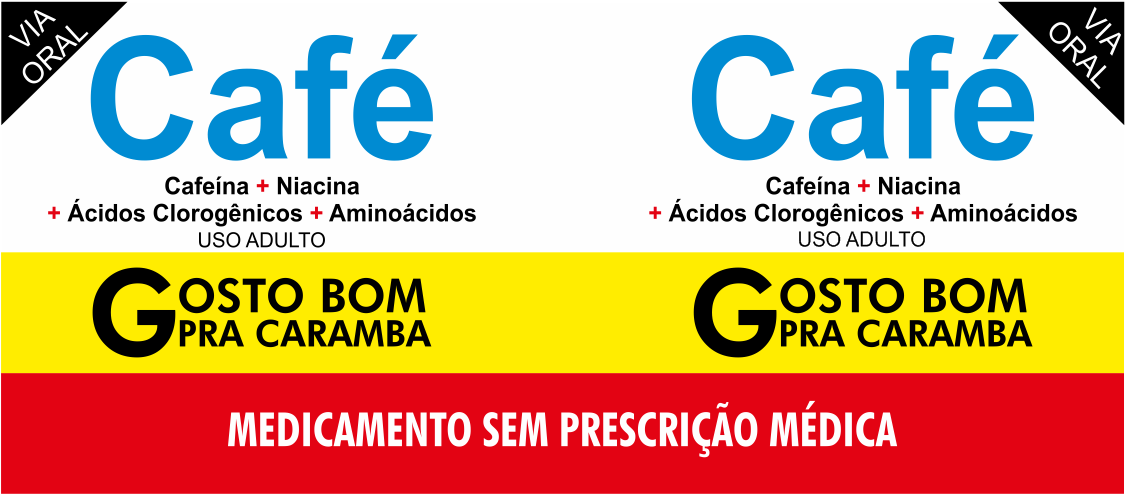 VIA
ORAL
Café
Cafeína + Niacina
+ Ácidos Clorogênicos + Aminoácidos
USO ADULTO
GOSTO BOM
PRA CARAMBA
VIA
ORAL
Café
Cafeína + Niacina
+ Ácidos Clorogênicos + Aminoácidos
USO ADULTO
GOSTO BOM
PRA CARAMBA
MEDICAMENTO SEM PRESCRIÇÃO MÉDICA